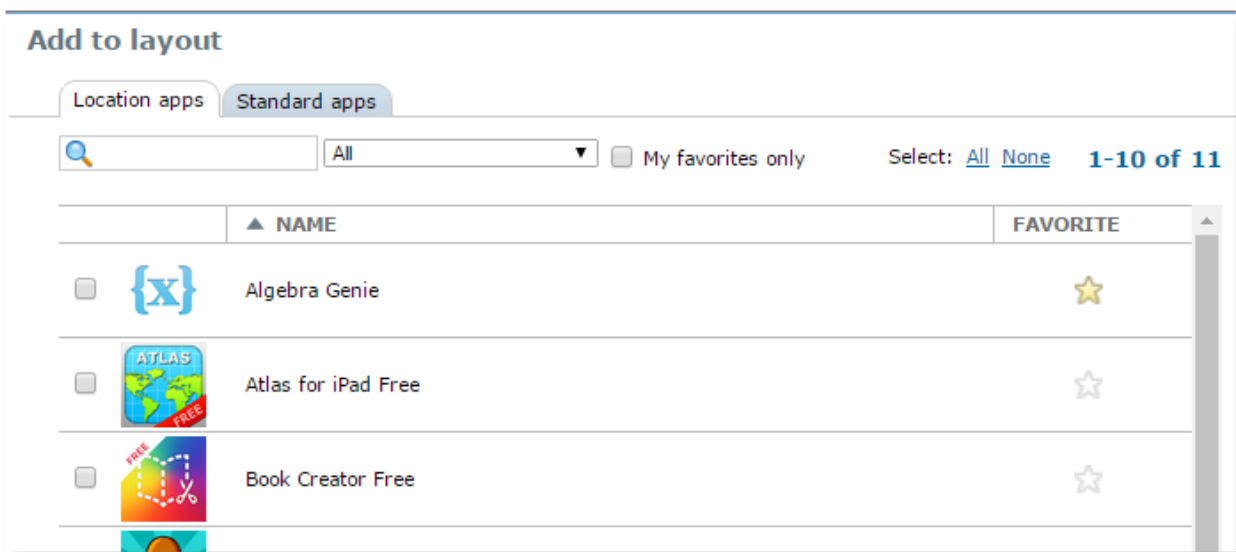 Add to layout
Location apps Standard apps
All My favorites only Select: All None 1-10 of 11
NAME FAVORITE
{x} Algebra Genie
ATLAS
FREE
Atlas for iPad Free
FREE
Book Creator Free